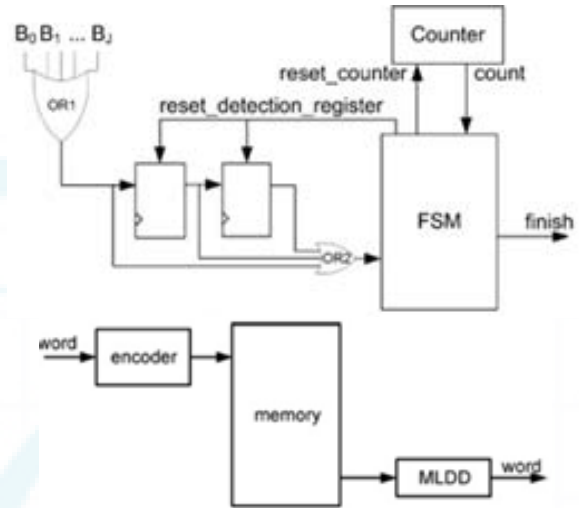 B0 B1 ... BJ
OR1
Counter
reset_counter
count
reset_detection_register
OR2
FSM
finish
word
encoder
memory
MLDD
word